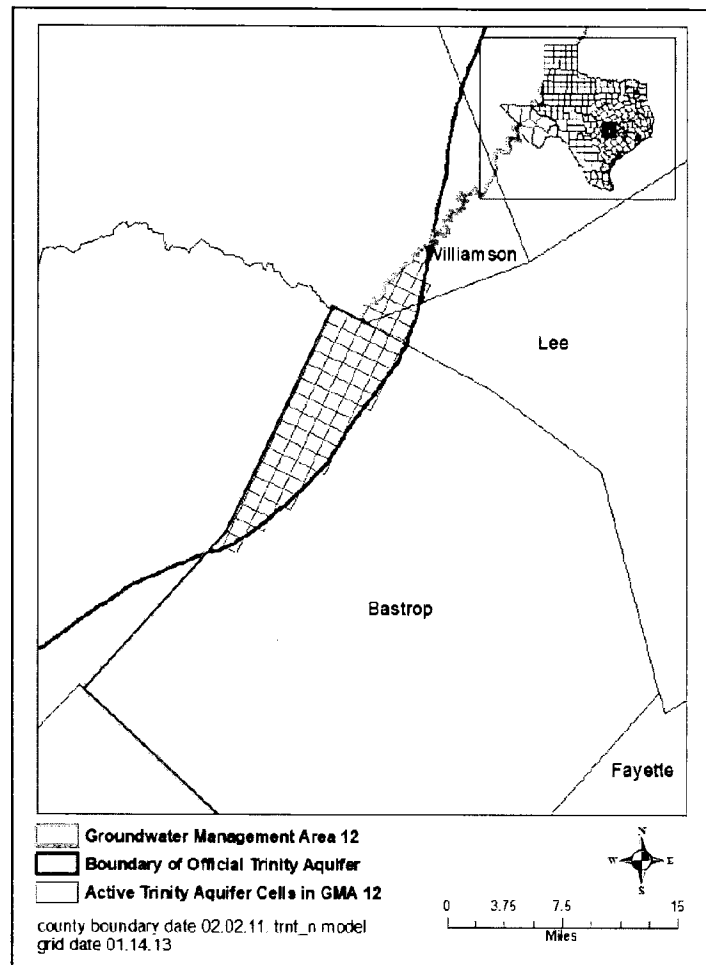 Williamson
Lee
Bastrop
Fayette
Groundwater Management Area 12
Boundary of Official Trinity Aquifer
Active Trinity Aquifer Cells in GMA 12
county boundary date 02.02.11. trnt_n model
grid date 01.14.13
N
W E
S
0 3.75 7.5 15
Miles